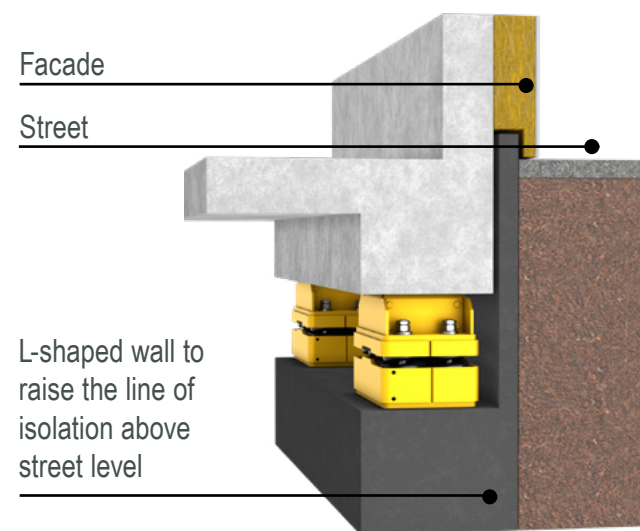 Facade
Street
L-shaped wall to
raise the line of
isolation above
street level